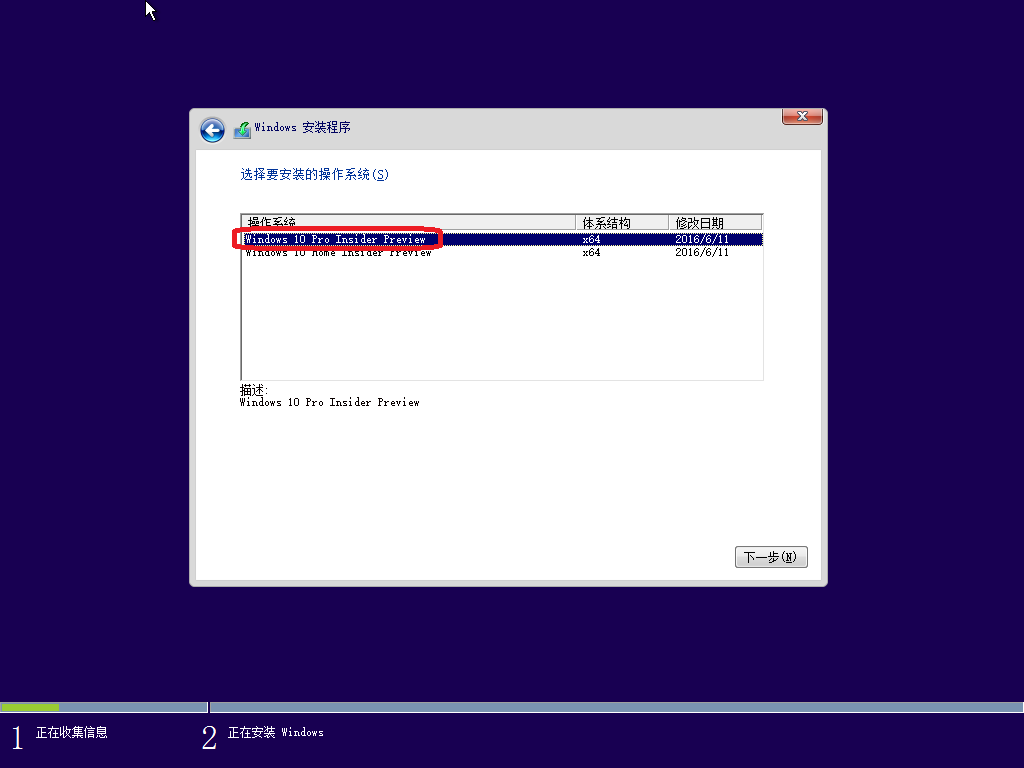 Windows 安装程序
选择要安装的操作系统(S)
操作系统 体系结构 修改日期
Windows 10 Pro Insider Preview x64 2016/6/11
Windows 10 Home Insider Preview x64 2016/6/11
描述:
Windows 10 Pro Insider Preview
下一步(N)
1 正在收集信息 2 正在安装 Windows